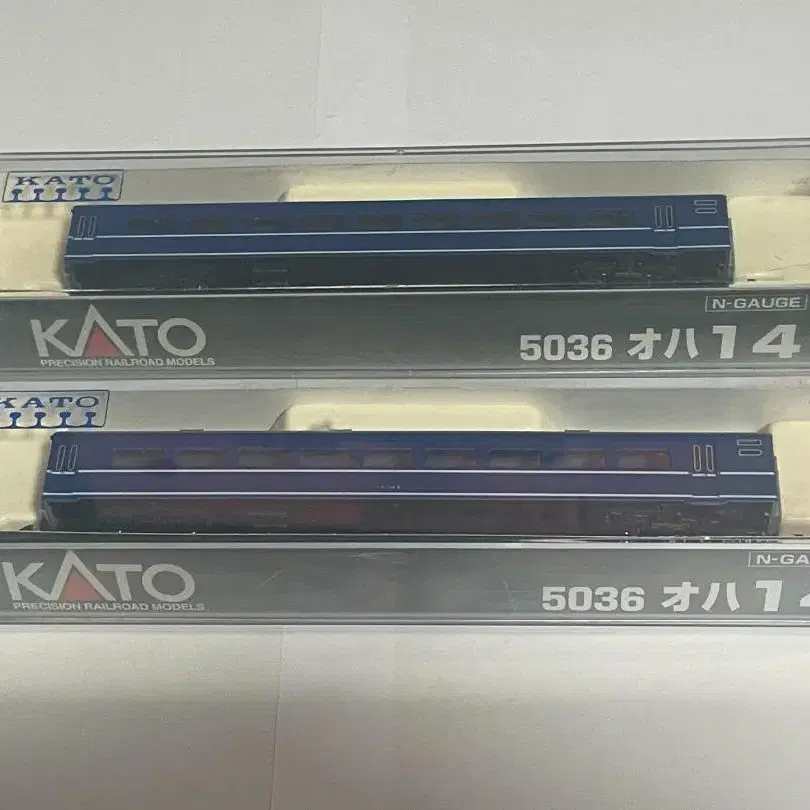 KATO
N-GAUGE
KATO
PRECISION RAILROAD MODELS
5036 オハ14
KATO
N-GA
KATO
PRECISION RAILROAD MODELS
5036 オハ14